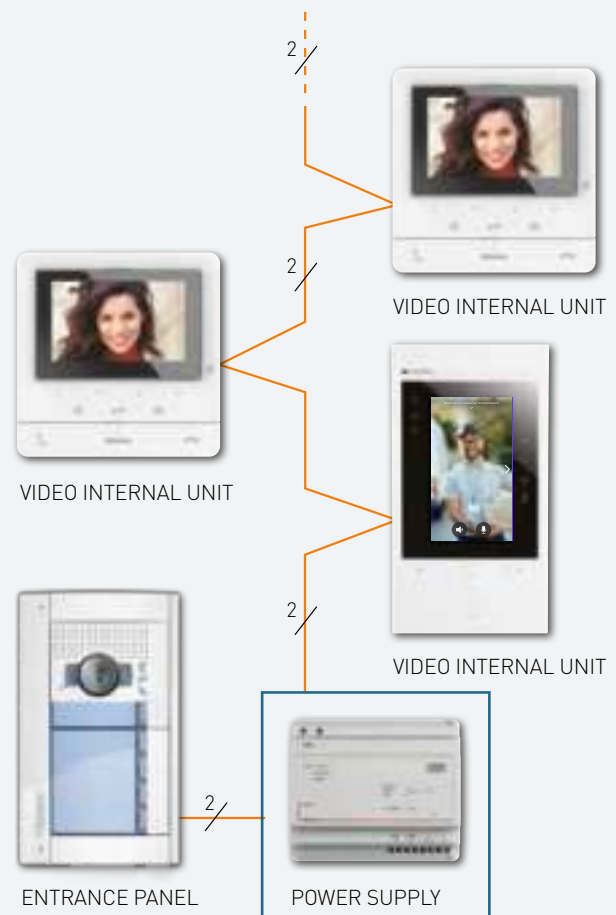 2
VIDEO INTERNAL UNIT
2
VIDEO INTERNAL UNIT
2
VIDEO INTERNAL UNIT
2
ENTRANCE PANEL
POWER SUPPLY